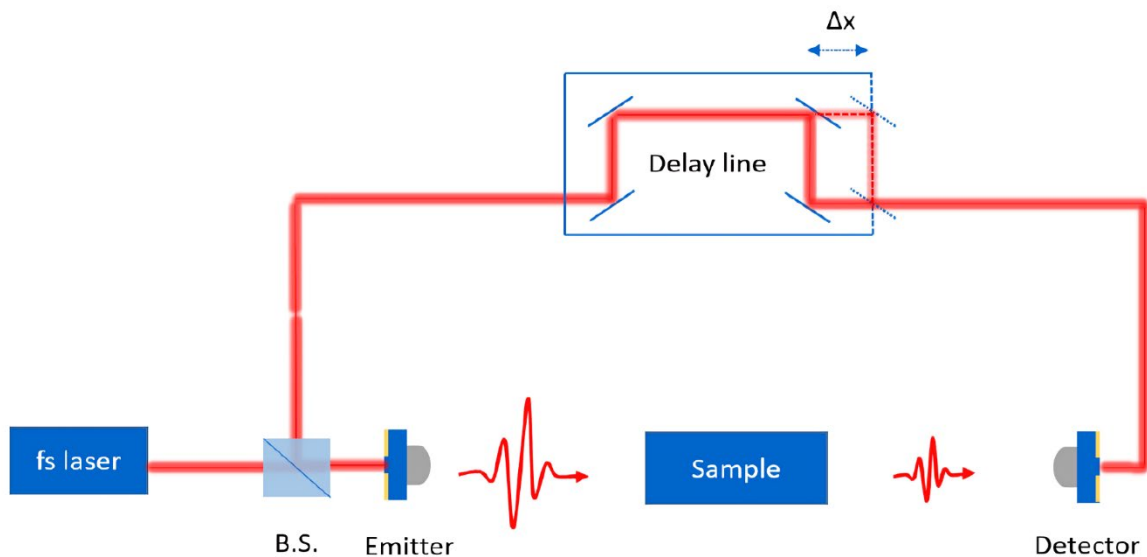 Δx
Delay line
fs laser
Sample
B.S.
Emitter
Detector